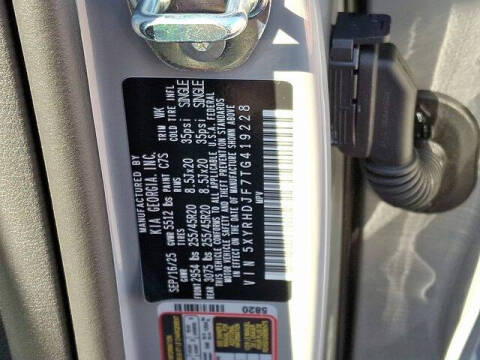 MANUFACTURED BY
KIA GEORGIA, INC.
SEP/16/25 GVWR 5512 lbs PAINT C7S TRIM WK
GAWR TIRES RIMS COLD TIRE INFL
FRONT 2954 lbs 255/45R20 8.5JX20 35psi SINGLE
REAR 3075 lbs 255/45R20 8.5JX20 35psi SINGLE
THIS VEHICLE CONFORMS TO ALL APPLICABLE U.S.A. FEDERAL
MOTOR VEHICLE SAFETY AND THEFT PREVENTION STANDARDS
IN EFFECT ON THE DATE OF MANUFACTURE SHOWN ABOVE.
VIN 5XYRHDJF7TG419228
MPV
5820